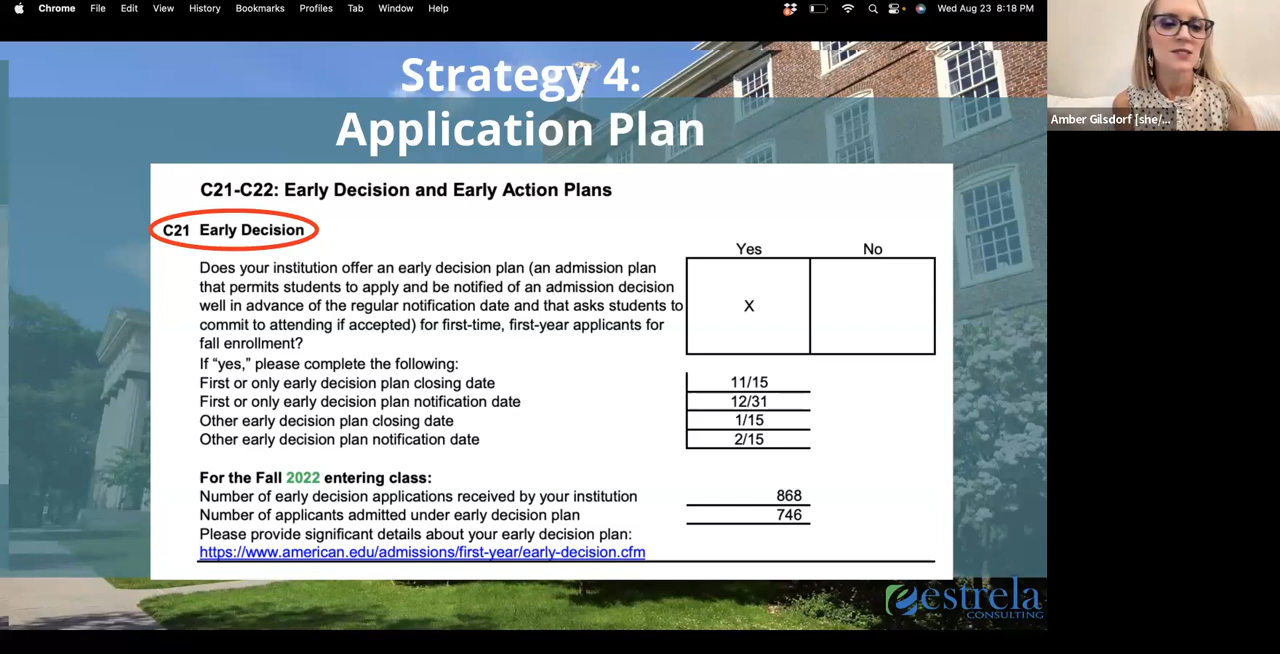 Chrome File Edit View History Bookmarks Profiles Tab Window Help Wed Aug 23 8:18 PM
Strategy 4:
Application Plan
Amber Gilsdorf [she/...
C21-C22: Early Decision and Early Action Plans
C21 Early Decision
Yes No
Does your institution offer an early decision plan (an admission plan
that permits students to apply and be notified of an admission decision
well in advance of the regular notification date and that asks students to
commit to attending if accepted) for first-time, first-year applicants for
fall enrollment?
X
If “yes,” please complete the following:
First or only early decision plan closing date 11/15
First or only early decision plan notification date 12/31
Other early decision plan closing date 1/15
Other early decision plan notification date 2/15
For the Fall 2022 entering class:
Number of early decision applications received by your institution 868
Number of applicants admitted under early decision plan 746
Please provide significant details about your early decision plan:
https://www.american.edu/admissions/first-year/early-decision.cfm
estrela
CONSULTING